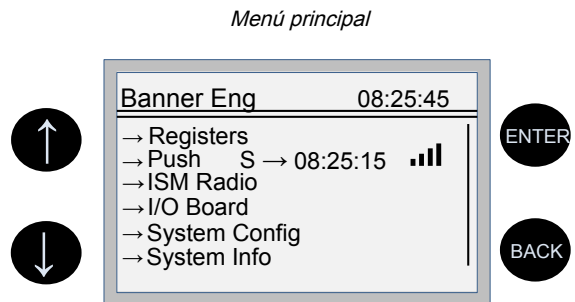 Menú principal
Banner Eng 08:25:45
↑
ENTER
→ Registers
→ Push S → 08:25:15
→ ISM Radio
→ I/O Board
→ System Config
→ System Info
↓
BACK